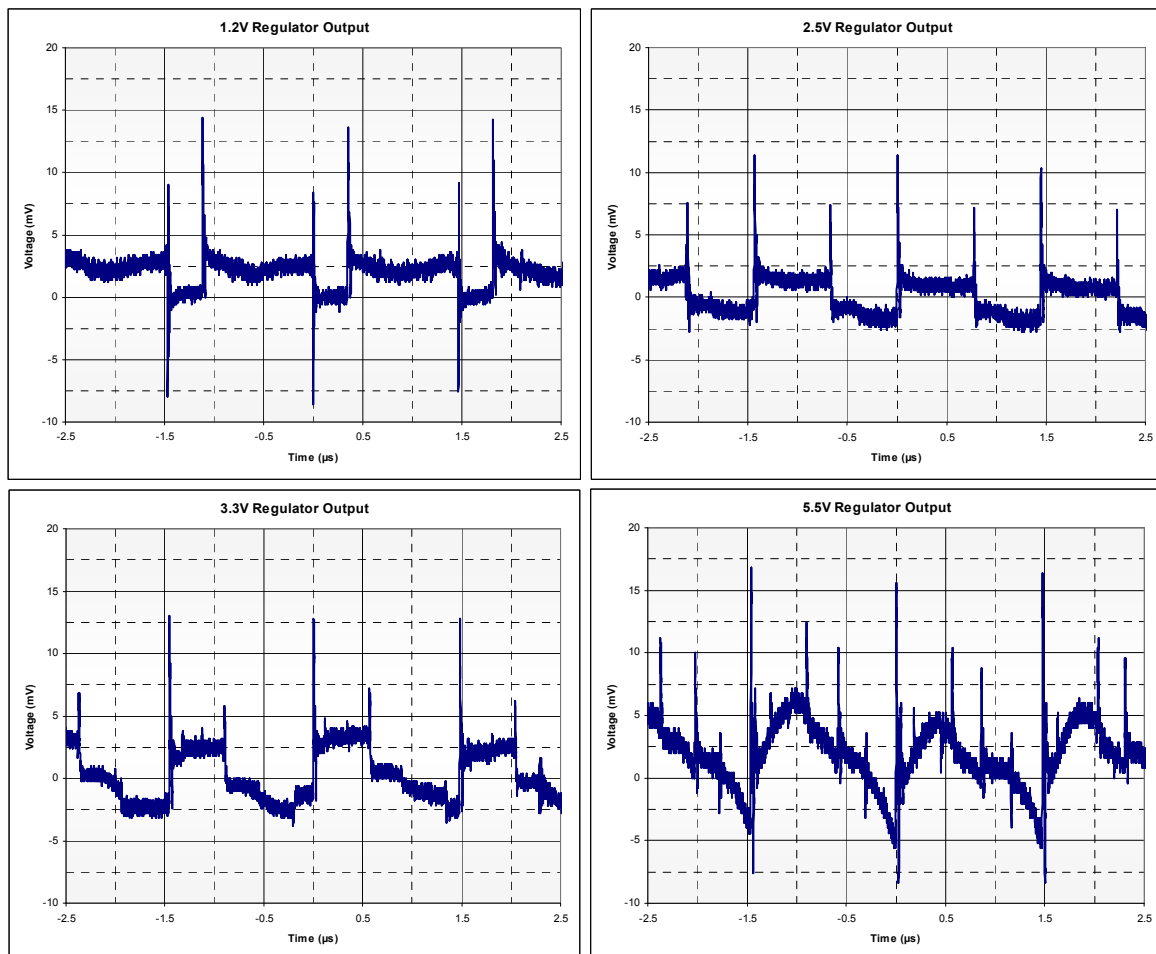 1.2V Regulator Output
20
15
10
5
0
-5
-10
Voltage (mV)
-2.5 -1.5 -0.5 0.5 1.5 2.5
Time (µs)
2.5V Regulator Output
20
15
10
5
0
-5
-10
Voltage (mV)
-2.5 -1.5 -0.5 0.5 1.5 2.5
Time (µs)
3.3V Regulator Output
20
15
10
5
0
-5
-10
Voltage (mV)
-2.5 -1.5 -0.5 0.5 1.5 2.5
Time (µs)
5.5V Regulator Output
20
15
10
5
0
-5
-10
Voltage (mV)
-2.5 -1.5 -0.5 0.5 1.5 2.5
Time (µs)